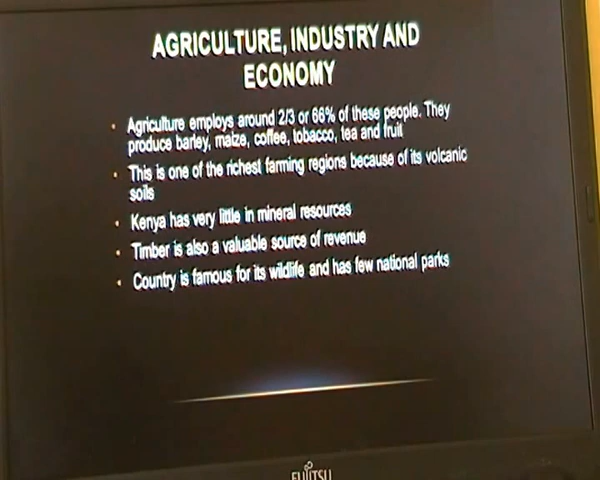 AGRICULTURE, INDUSTRY AND
ECONOMY
• Agriculture employs around 2/3 or 66% of these people. They
produce barley, maize, coffee, tobacco, tea and fruit
• This is one of the richest farming regions because of its volcanic
soils
• Kenya has very little in mineral resources
• Timber is also a valuable source of revenue
• Country is famous for its wildlife and has few national parks
FUJITSU